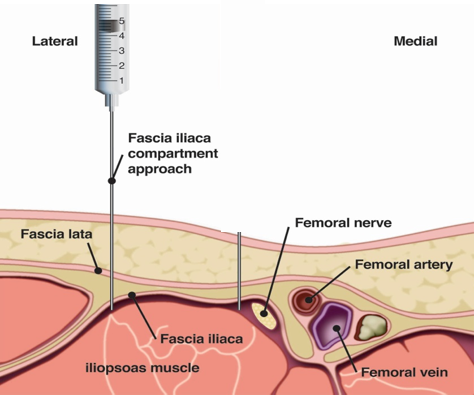 Lateral
Medial
5
4
3
2
1
Fascia iliaca
compartment
approach
Femoral nerve
Fascia lata
Femoral artery
Fascia iliaca
iliopsoas muscle
Femoral vein